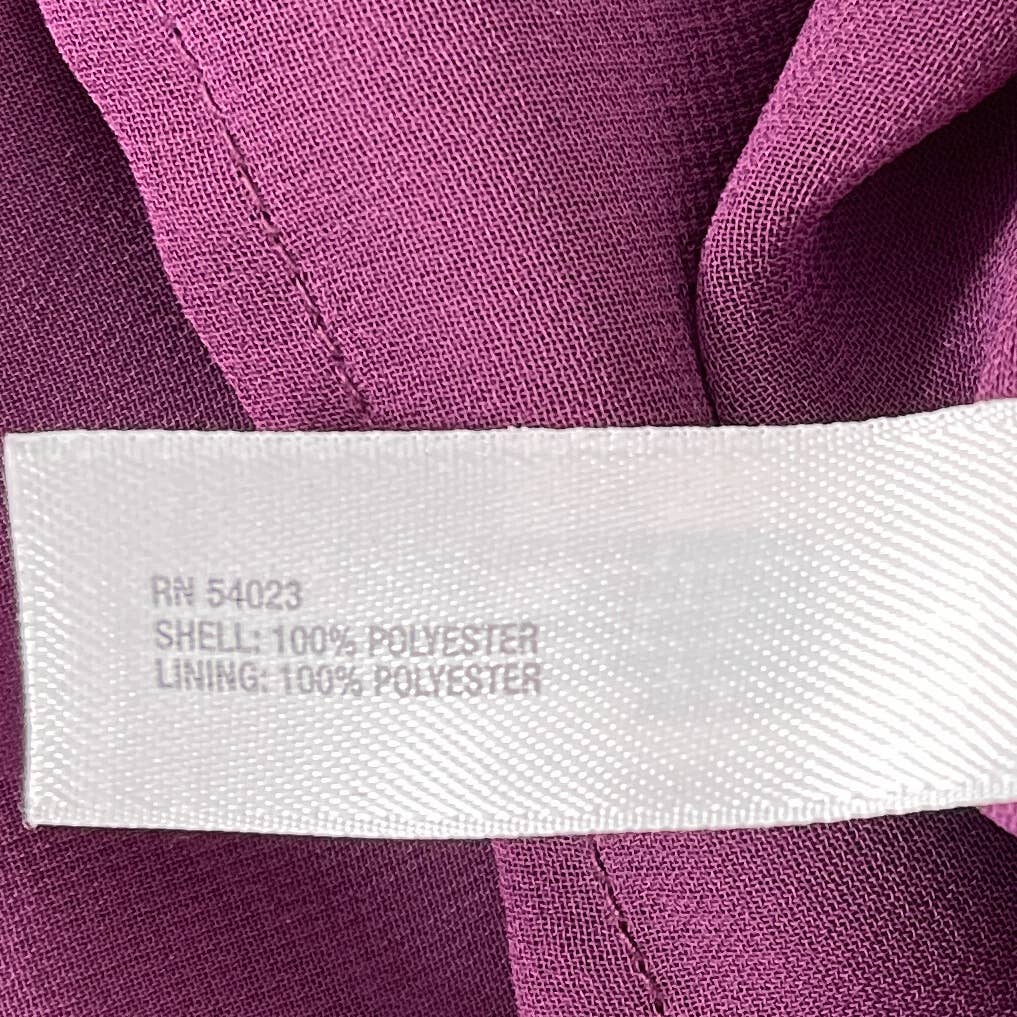 RN 54023
SHELL: 100% POLYESTER
LINING: 100% POLYESTER